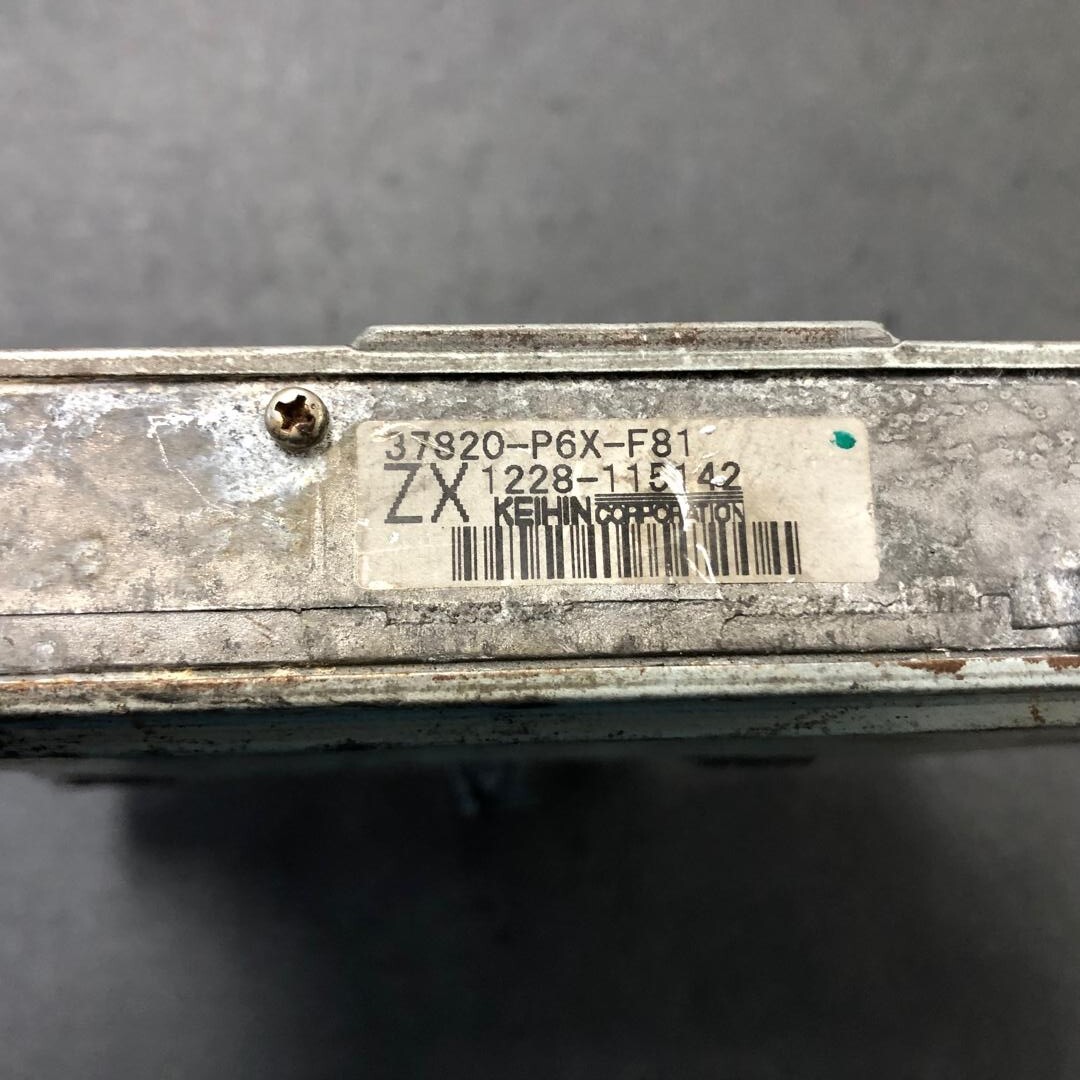 37820-P6X-F81
ZX 1228-115142
KEIHIN CORPORATION